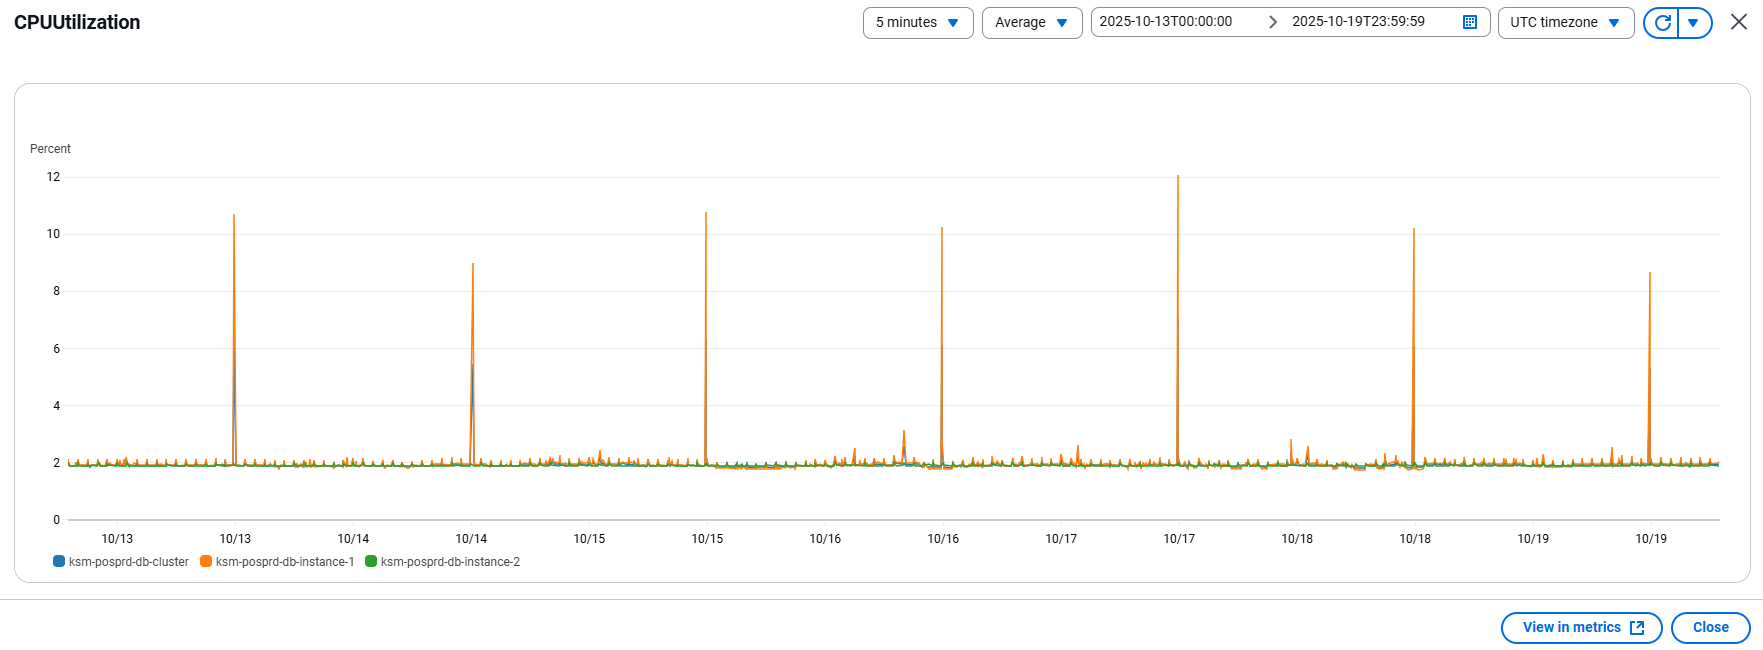 CPUUtilization
5 minutes
Average
2025-10-13T00:00:00
2025-10-19T23:59:59
UTC timezone
Percent
12
10
8
6
4
2
0
10/13 10/13 10/14 10/14 10/15 10/15 10/16 10/16 10/17 10/17 10/18 10/18 10/19 10/19
ksm-posprd-db-cluster ksm-posprd-db-instance-1 ksm-posprd-db-instance-2
View in metrics
Close